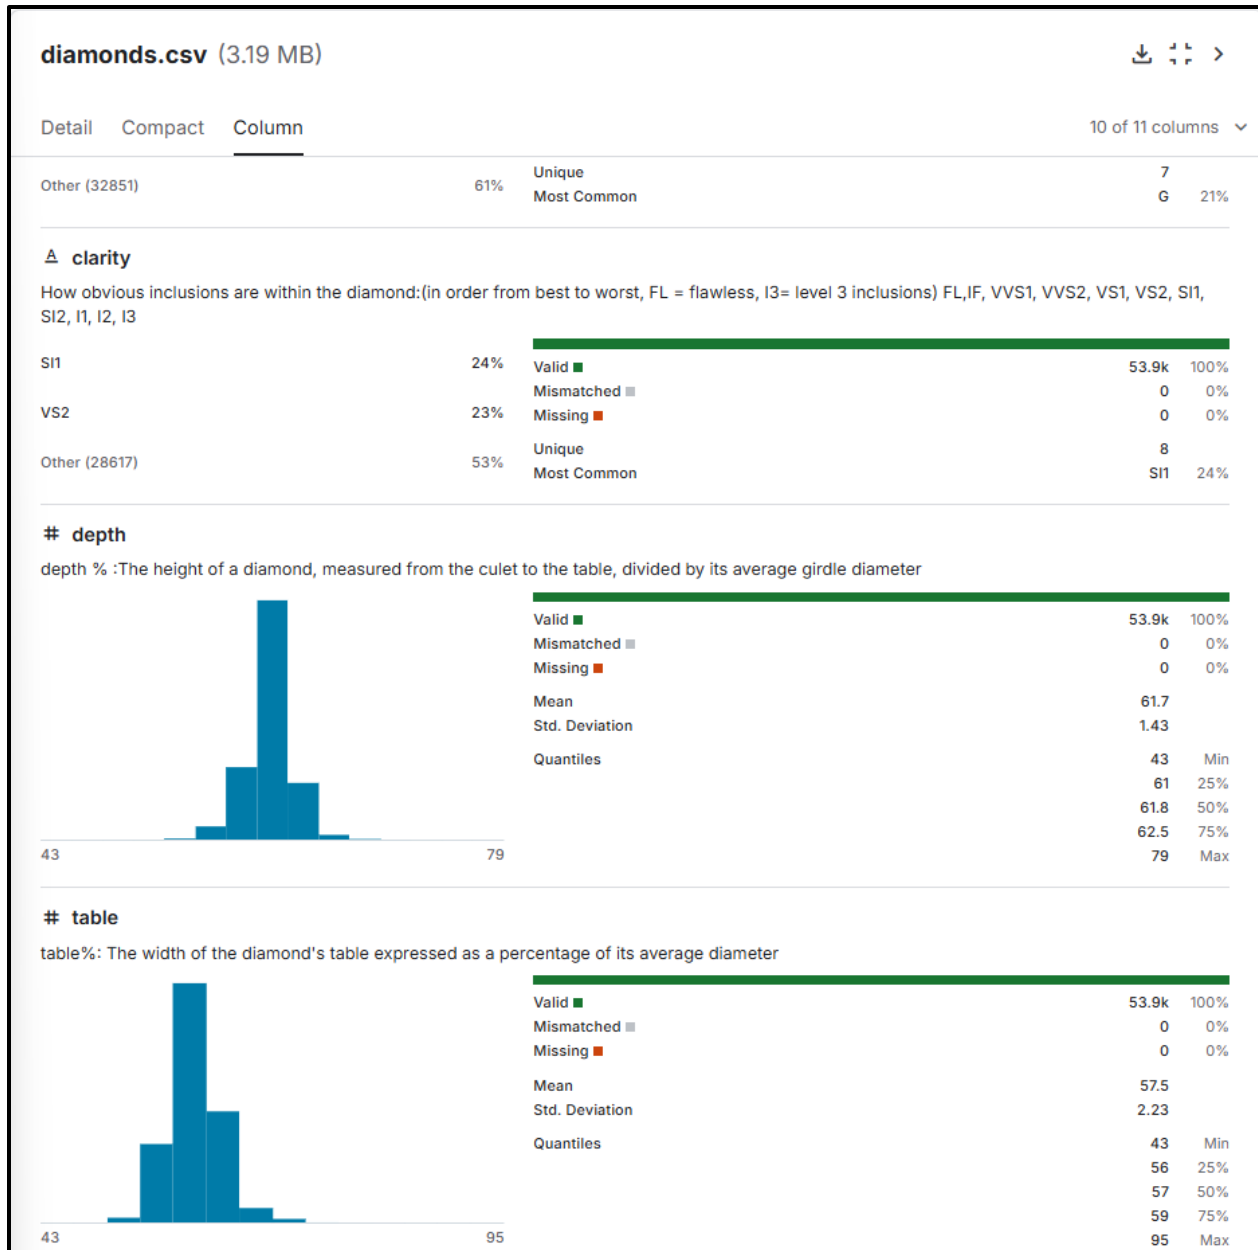 diamonds.csv (3.19 MB)
Detail Compact Column 10 of 11 columns
Other (32851) 61%
Unique 7
Most Common G 21%
A clarity
How obvious inclusions are within the diamond:(in order from best to worst, FL = flawless, I3= level 3 inclusions) FL,IF, VVS1, VVS2, VS1, VS2, SI1,
SI2, I1, I2, I3
SI1 24%
VS2 23%
Other (28617) 53%
Valid 53.9k 100%
Mismatched 0 0%
Missing 0 0%
Unique 8
Most Common SI1 24%
# depth
depth % :The height of a diamond, measured from the culet to the table, divided by its average girdle diameter
43 79
Valid 53.9k 100%
Mismatched 0 0%
Missing 0 0%
Mean 61.7
Std. Deviation 1.43
Quantiles 43 Min
61 25%
61.8 50%
62.5 75%
79 Max
# table
table%: The width of the diamond's table expressed as a percentage of its average diameter
43 95
Valid 53.9k 100%
Mismatched 0 0%
Missing 0 0%
Mean 57.5
Std. Deviation 2.23
Quantiles 43 Min
56 25%
57 50%
59 75%
95 Max